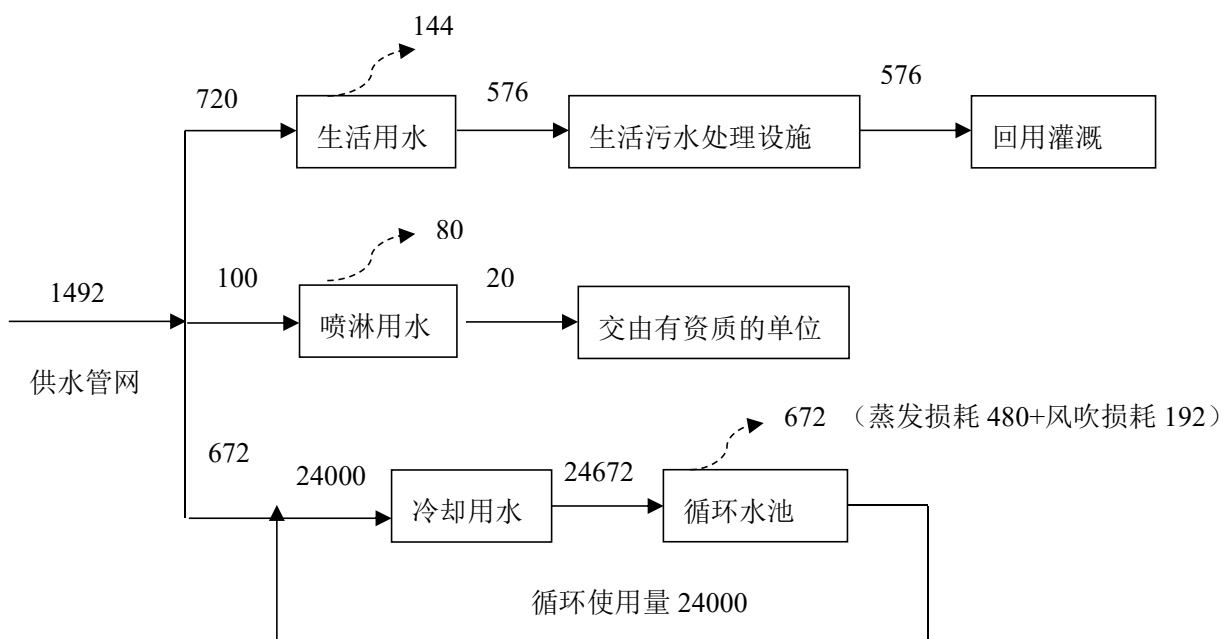 144
720
576
576
生活用水
生活污水处理设施
回用灌溉
80
1492
100
20
喷淋用水
交由有资质的单位
供水管网
672 （蒸发损耗 480+风吹损耗 192）
672
24000
24672
冷却用水
循环水池
循环使用量 24000